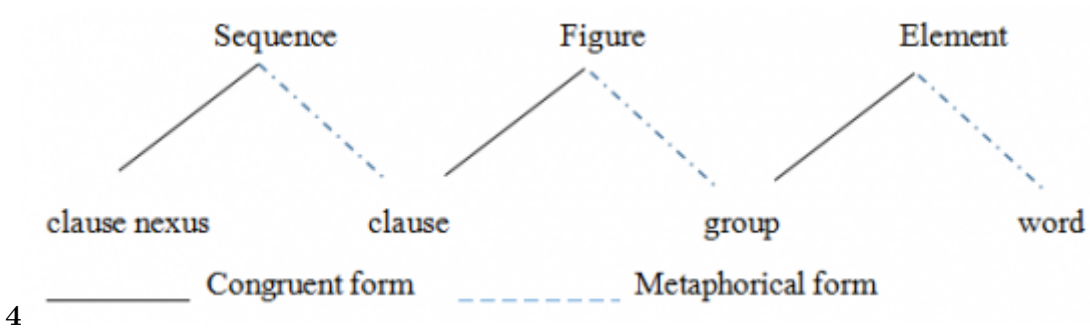 Sequence Figure Element
clause nexus clause group word
Congruent form Metaphorical form
4